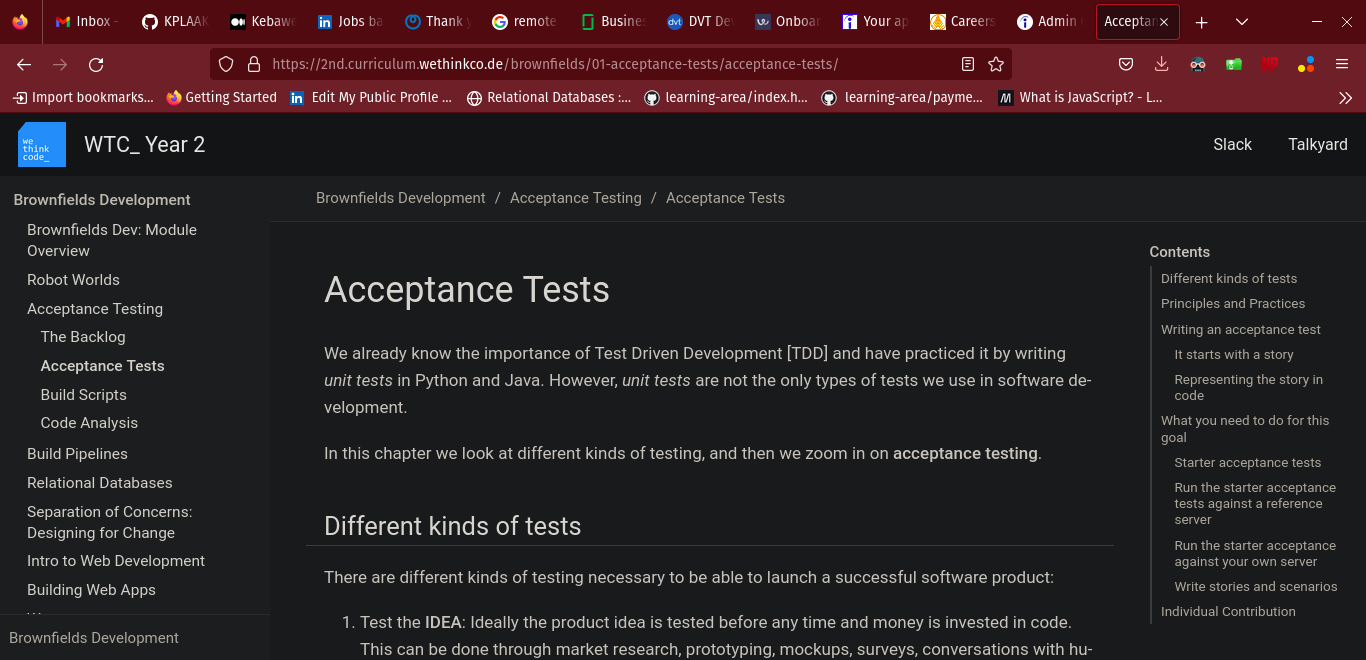 Inbox -
KPLAAK
Kebawe
Jobs ba
Thank y
remote
Busines
DVT De
Onboar
Your ap
Careers
Admin
Acceptan
https://2nd.curriculum.wethinkco.de/brownfields/01-acceptance-tests/acceptance-tests/
Import bookmarks... Getting Started Edit My Public Profile ... Relational Databases :... learning-area/index.h... learning-area/payme... What is JavaScript? - L...
we
think
code_
WTC_ Year 2
Slack Talkyard
Brownfields Development
Brownfields Dev: Module
Overview
Robot Worlds
Acceptance Testing
The Backlog
Acceptance Tests
Build Scripts
Code Analysis
Build Pipelines
Relational Databases
Separation of Concerns:
Designing for Change
Intro to Web Development
Building Web Apps
Brownfields Development
Brownfields Development / Acceptance Testing / Acceptance Tests
Acceptance Tests
We already know the importance of Test Driven Development [TDD] and have practiced it by writing
unit tests in Python and Java. However, unit tests are not the only types of tests we use in software de-
velopment.
In this chapter we look at different kinds of testing, and then we zoom in on acceptance testing.
Different kinds of tests
There are different kinds of testing necessary to be able to launch a successful software product:
1. Test the IDEA: Ideally the product idea is tested before any time and money is invested in code.
This can be done through market research, prototyping, mockups, surveys, conversations with hu-
Contents
Different kinds of tests
Principles and Practices
Writing an acceptance test
It starts with a story
Representing the story in
code
What you need to do for this
goal
Starter acceptance tests
Run the starter acceptance
tests against a reference
server
Run the starter acceptance
against your own server
Write stories and scenarios
Individual Contribution